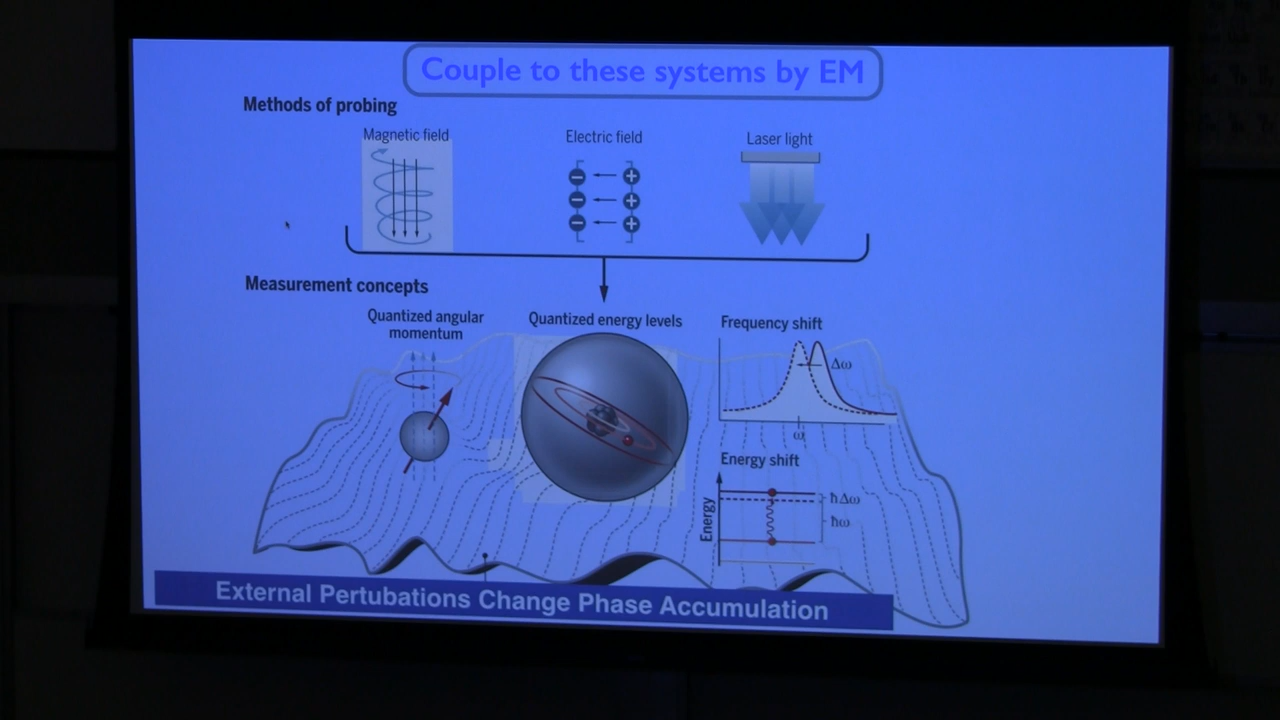 Couple to these systems by EM
Methods of probing
Magnetic field
Electric field
Laser light
Measurement concepts
Quantized angular
momentum
Quantized energy levels
Frequency shift
Δω
ω
Energy shift
Energy
ħΔω
ħω
External Pertubations Change Phase Accumulation